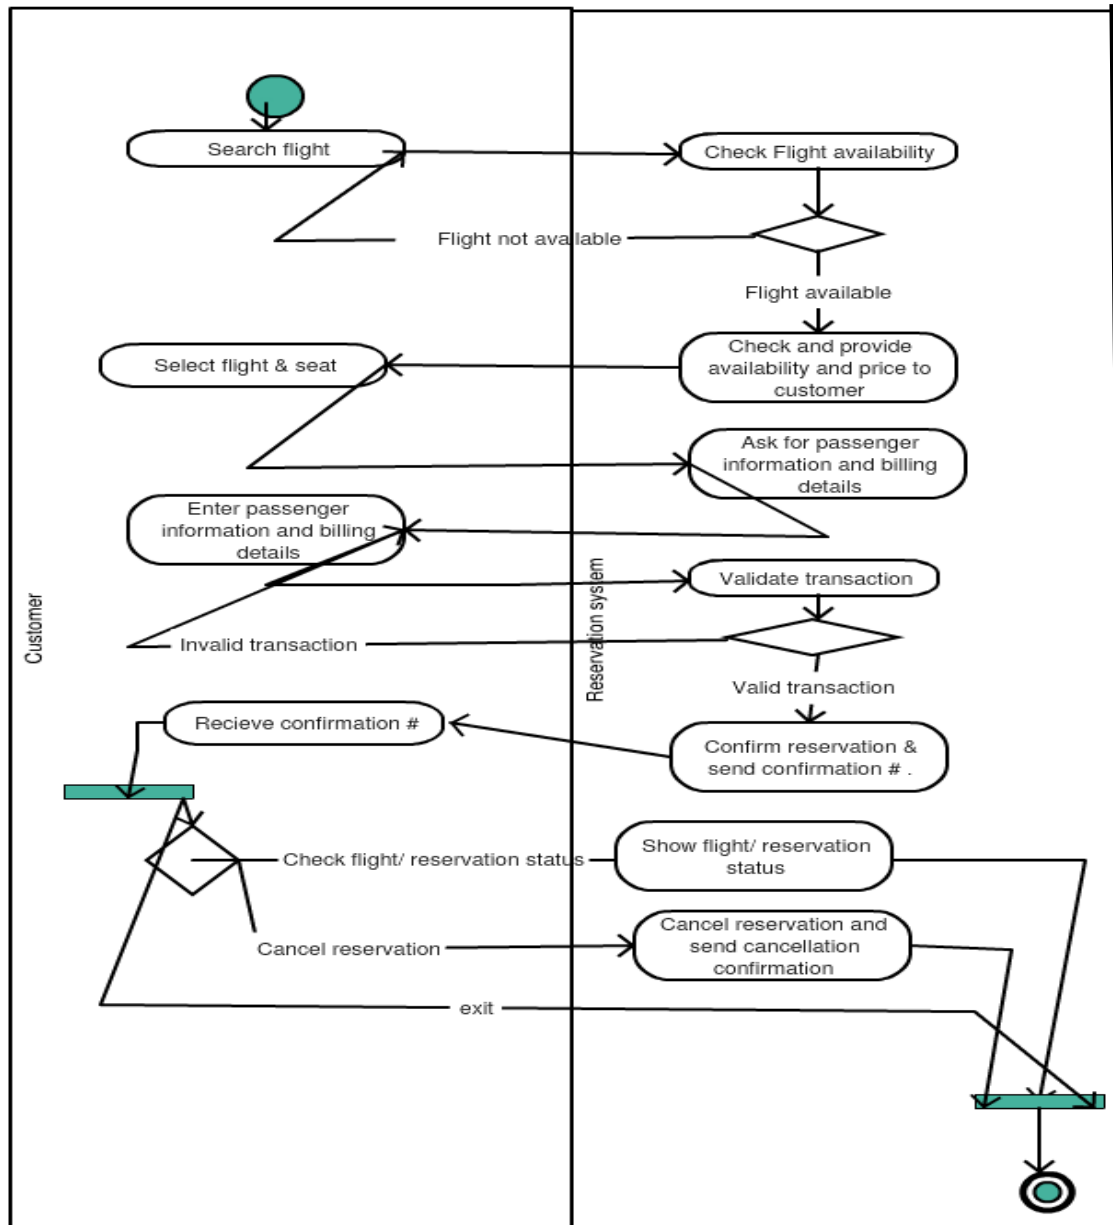 Search flight
Check Flight availability
Flight not available
Flight available
Select flight & seat
Check and provide
availability and price to
customer
Ask for passenger
information and billing
details
Enter passenger
information and billing
details
Validate transaction
Customer
Reservation system
Invalid transaction
Valid transaction
Recieve confirmation #
Confirm reservation &
send confirmation # .
Check flight/ reservation status
Show flight/ reservation
status
Cancel reservation
Cancel reservation and
send cancellation
confirmation
exit